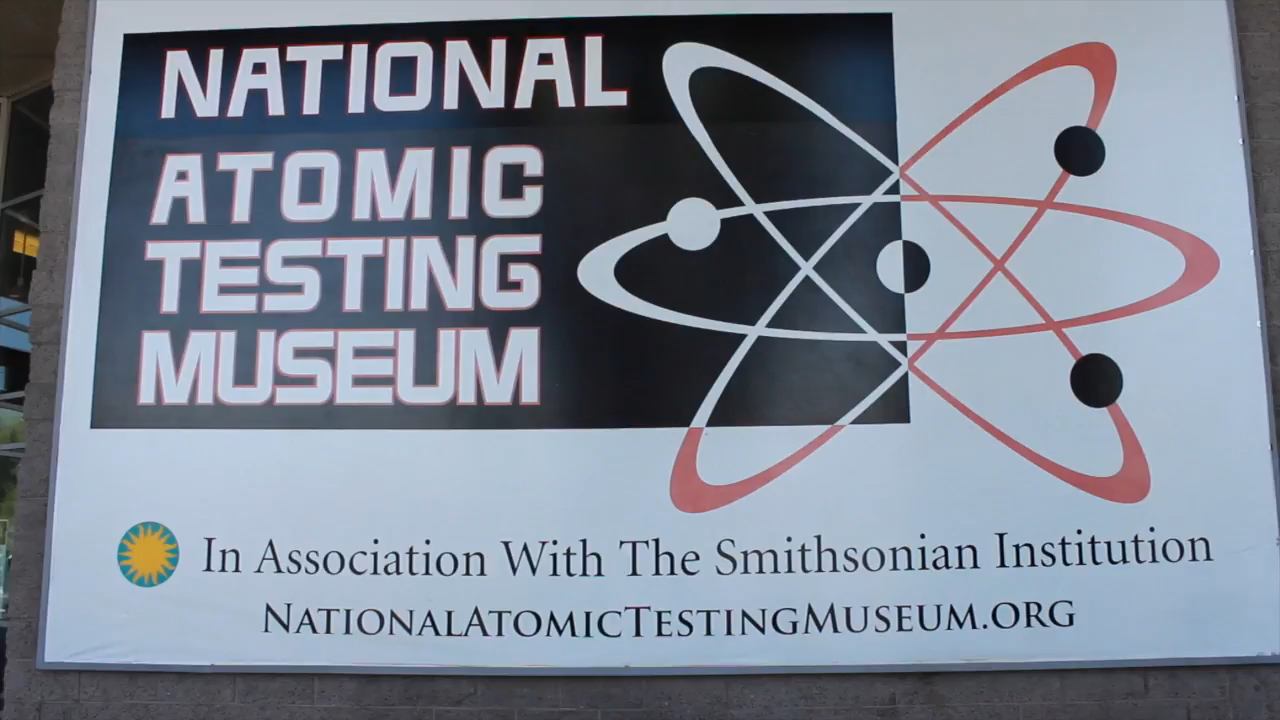 NATIONAL
ATOMIC
TESTING
MUSEUM
In Association With The Smithsonian Institution
NATIONALATOMICTESTINGMUSEUM.ORG